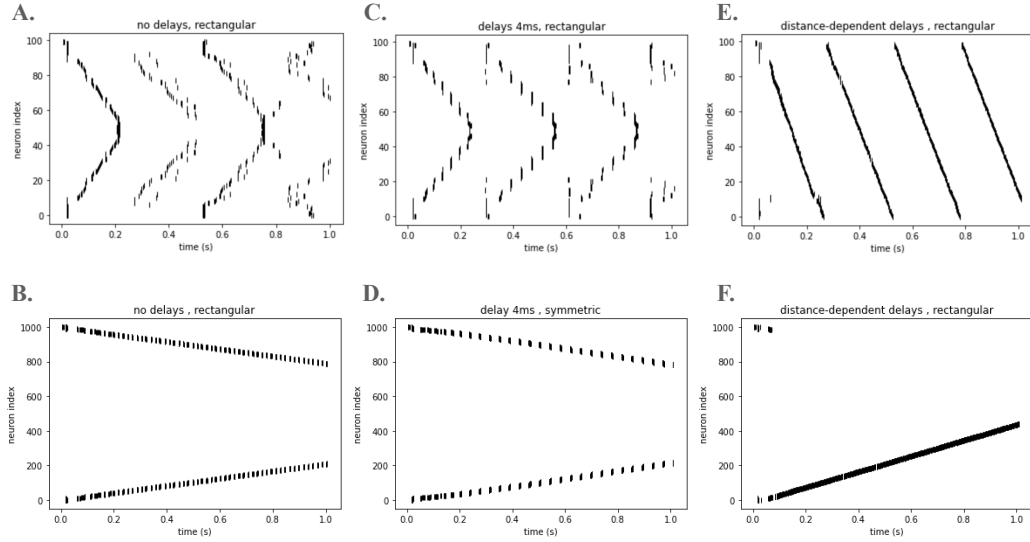 A.
no delays, rectangular
neuron index
100
80
60
40
20
0
0.0 0.2 0.4 0.6 0.8 1.0
time (s)
C.
delays 4ms, rectangular
neuron index
100
80
60
40
20
0
0.0 0.2 0.4 0.6 0.8 1.0
time (s)
E.
distance-dependent delays , rectangular
neuron index
100
80
60
40
20
0
0.0 0.2 0.4 0.6 0.8 1.0
time (s)
B.
no delays , rectangular
neuron index
1000
800
600
400
200
0
0.0 0.2 0.4 0.6 0.8 1.0
time (s)
D.
delay 4ms , symmetric
neuron index
1000
800
600
400
200
0
0.0 0.2 0.4 0.6 0.8 1.0
time (s)
F.
distance-dependent delays , rectangular
neuron index
1000
800
600
400
200
0
0.0 0.2 0.4 0.6 0.8 1.0
time (s)